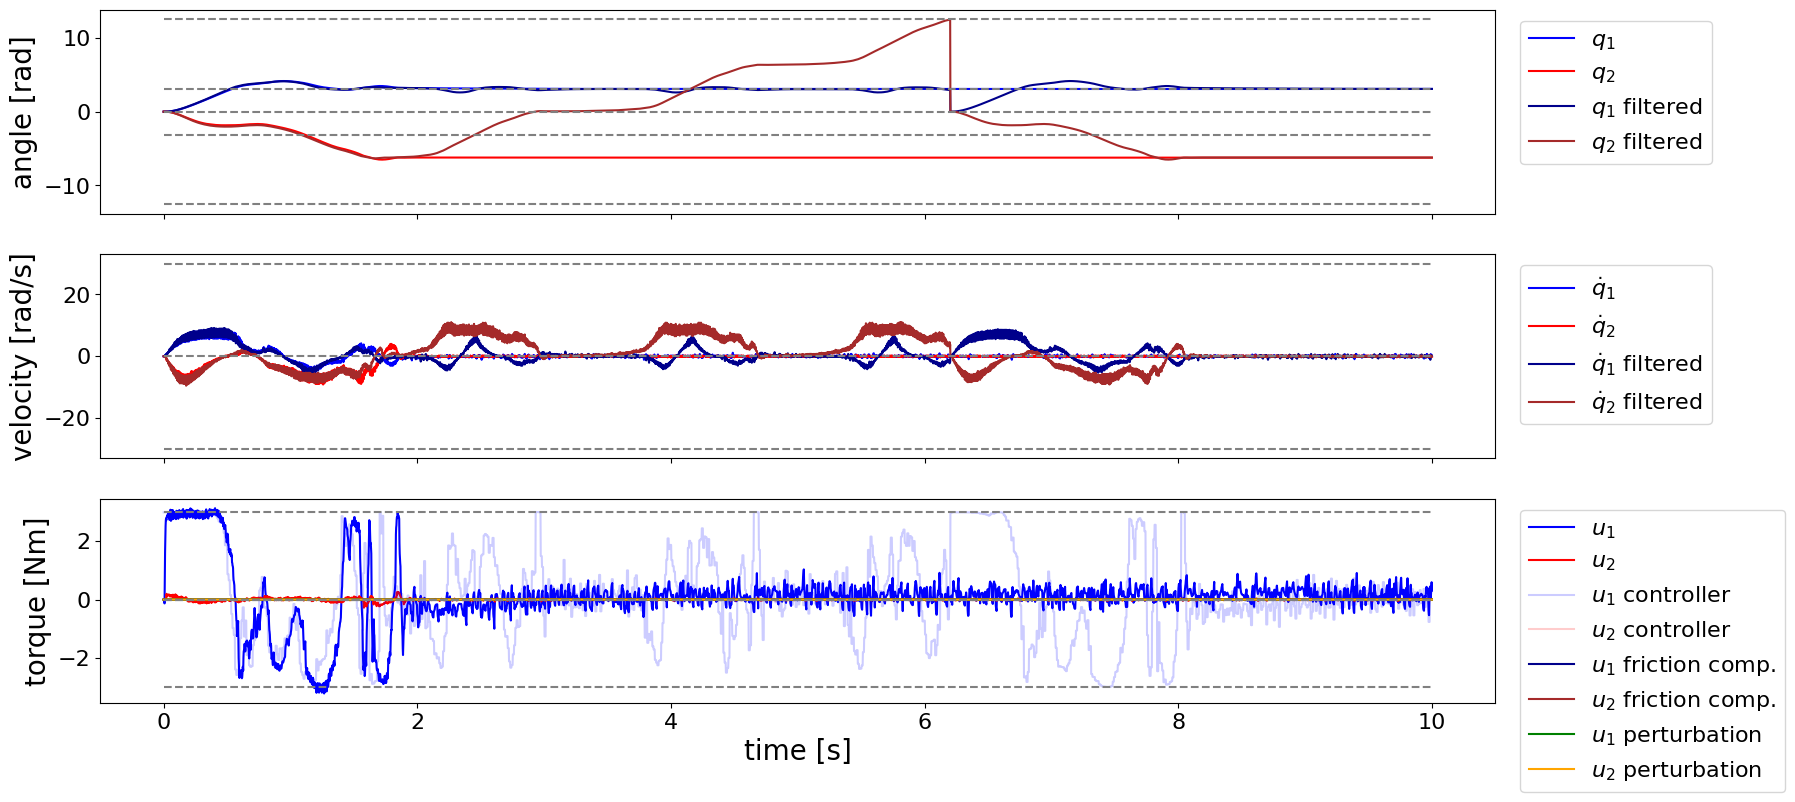 angle [rad]
10
0
−10
q₁
q₂
q₁ filtered
q₂ filtered
velocity [rad/s]
20
0
−20
q̇₁
q̇₂
q̇₁ filtered
q̇₂ filtered
torque [Nm]
2
0
−2
0 2 4 6 8 10
time [s]
u₁
u₂
u₁ controller
u₂ controller
u₁ friction comp.
u₂ friction comp.
u₁ perturbation
u₂ perturbation